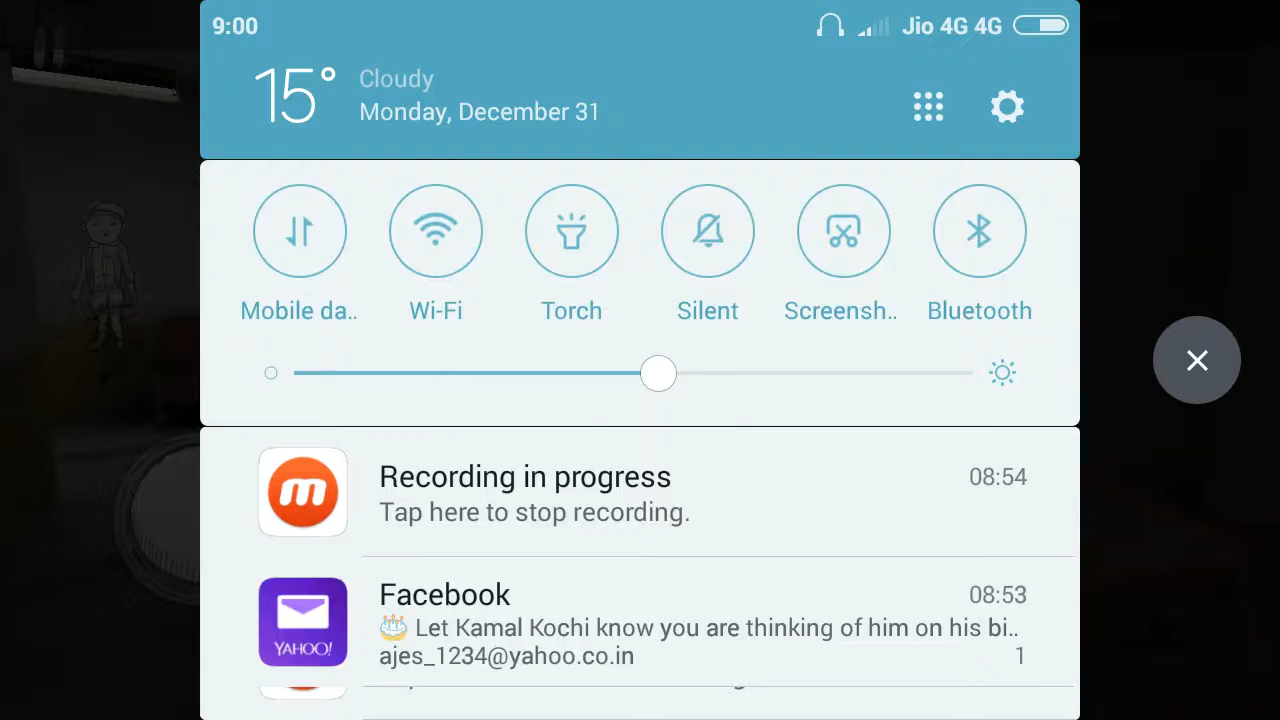 9:00
Jio 4G 4G
15°
Cloudy
Monday, December 31
Mobile da..
Wi-Fi
Torch
Silent
Screensh..
Bluetooth
Recording in progress
08:54
Tap here to stop recording.
Facebook
08:53
🎂 Let Kamal Kochi know you are thinking of him on his bi..
ajes_1234@yahoo.co.in
1
YAHOO!